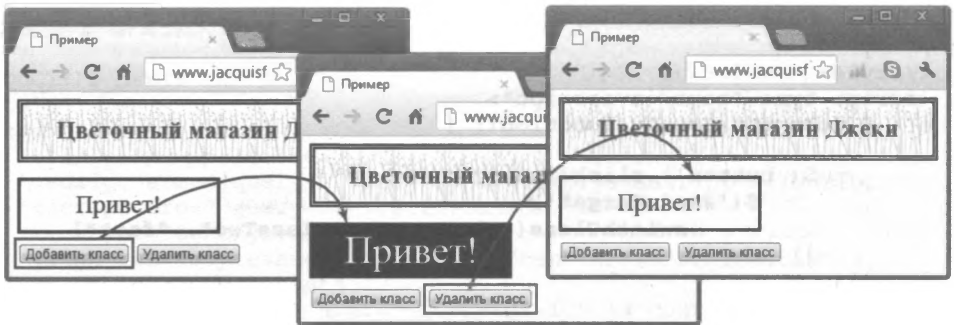 Пример
www.jacquisf
Цветочный магазин Д
Привет!
Добавить класс Удалить класс
Пример
www.jacqui
Цветочный магаз
Привет!
Добавить класс Удалить класс
Пример
www.jacquisf
Цветочный магазин Джеки
Привет!
Добавить класс Удалить класс